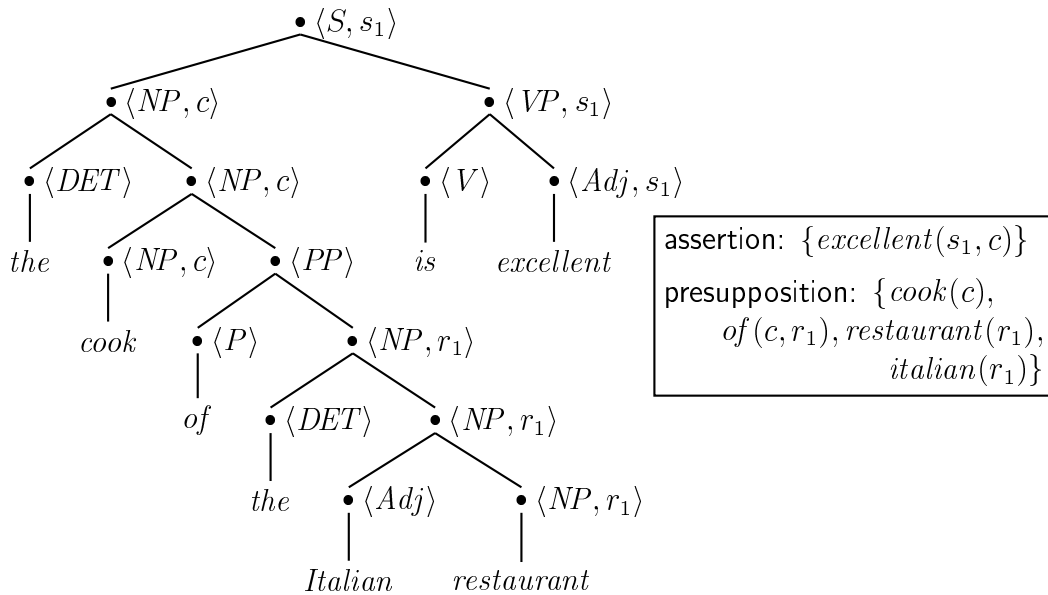 • ⟨S, s₁⟩
• ⟨NP, c⟩ • ⟨VP, s₁⟩
• ⟨DET⟩ • ⟨NP, c⟩ • ⟨V⟩ • ⟨Adj, s₁⟩
the • ⟨NP, c⟩ • ⟨PP⟩ is excellent
cook • ⟨P⟩ • ⟨NP, r₁⟩
of • ⟨DET⟩ • ⟨NP, r₁⟩
the • ⟨Adj⟩ • ⟨NP, r₁⟩
Italian restaurant
assertion: {excellent(s₁, c)}
presupposition: {cook(c),
of(c, r₁), restaurant(r₁),
italian(r₁)}